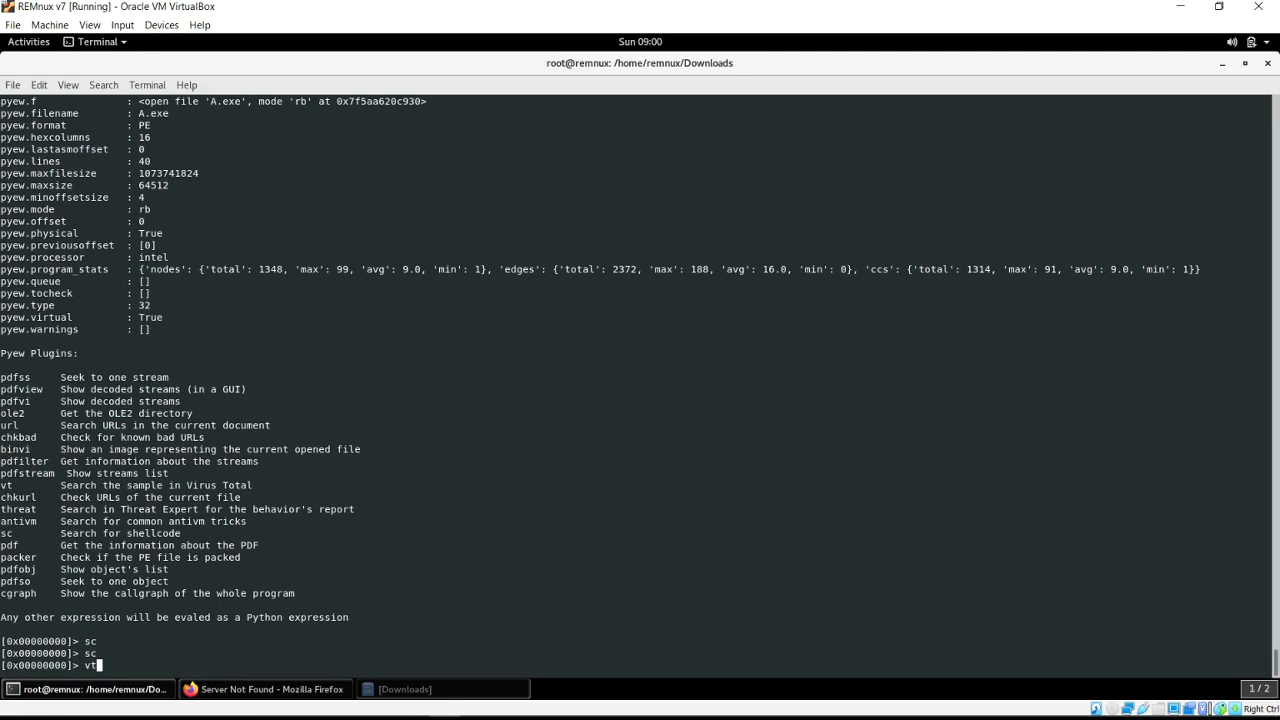 REMnux v7 [Running] - Oracle VM VirtualBox
File Machine View Input Devices Help
Activities Terminal Sun 09:00
root@remnux: /home/remnux/Downloads
File Edit View Search Terminal Help
pyew.f : <open file 'A.exe', mode 'rb' at 0x7f5aa620c930>
pyew.filename : A.exe
pyew.format : PE
pyew.hexcolumns : 16
pyew.lastasmoffset : 0
pyew.lines : 40
pyew.maxfilesize : 1073741824
pyew.maxsize : 64512
pyew.minoffsetsize : 4
pyew.mode : rb
pyew.offset : 0
pyew.physical : True
pyew.previousoffset : [0]
pyew.processor : intel
pyew.program_stats : {'nodes': {'total': 1348, 'max': 99, 'avg': 9.0, 'min': 1}, 'edges': {'total': 2372, 'max': 188, 'avg': 16.0, 'min': 0}, 'ccs': {'total': 1314, 'max': 91, 'avg': 9.0, 'min': 1}}
pyew.queue : []
pyew.tocheck : []
pyew.type : 32
pyew.virtual : True
pyew.warnings : []
Pyew Plugins:
pdfss Seek to one stream
pdfview Show decoded streams (in a GUI)
pdfvi Show decoded streams
ole2 Get the OLE2 directory
url Search URLs in the current document
chkbad Check for known bad URLs
binvi Show an image representing the current opened file
pdfilter Get information about the streams
pdfstream Show streams list
vt Search the sample in Virus Total
chkurl Check URLs of the current file
threat Search in Threat Expert for the behavior's report
antivm Search for common antivm tricks
sc Search for shellcode
pdf Get the information about the PDF
packer Check if the PE file is packed
pdfobj Show object's list
pdfso Seek to one object
cgraph Show the callgraph of the whole program
Any other expression will be evaled as a Python expression
[0x00000000]> sc
[0x00000000]> sc
[0x00000000]> vt
root@remnux: /home/remnux/Do... Server Not Found - Mozilla Firefox [Downloads] 1 / 2
Right Ctrl